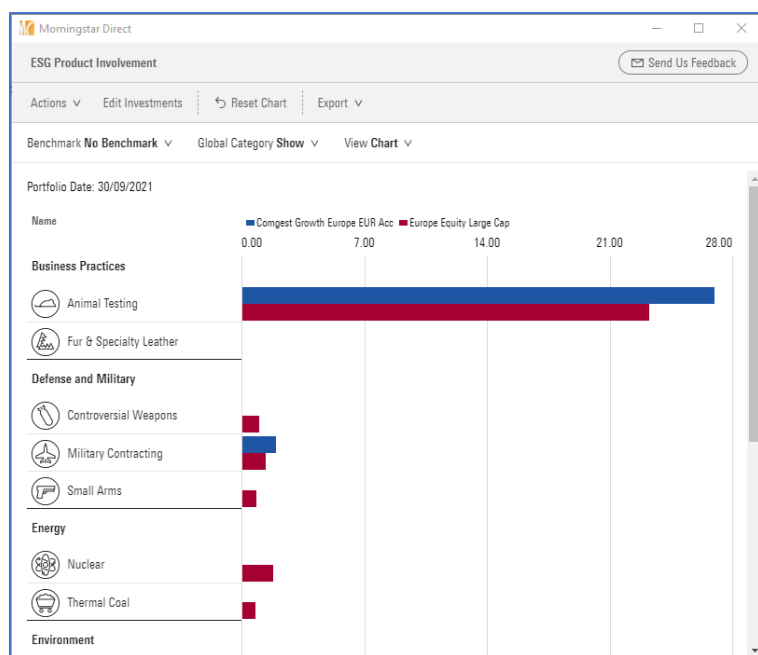 Morningstar Direct
ESG Product Involvement
Send Us Feedback
Actions Edit Investments Reset Chart Export
Benchmark No Benchmark Global Category Show View Chart
Portfolio Date: 30/09/2021
Name
Comgest Growth Europe EUR Acc Europe Equity Large Cap
0.00 7.00 14.00 21.00 28.00
Business Practices
Animal Testing
Fur & Specialty Leather
Defense and Military
Controversial Weapons
Military Contracting
Small Arms
Energy
Nuclear
Thermal Coal
Environment